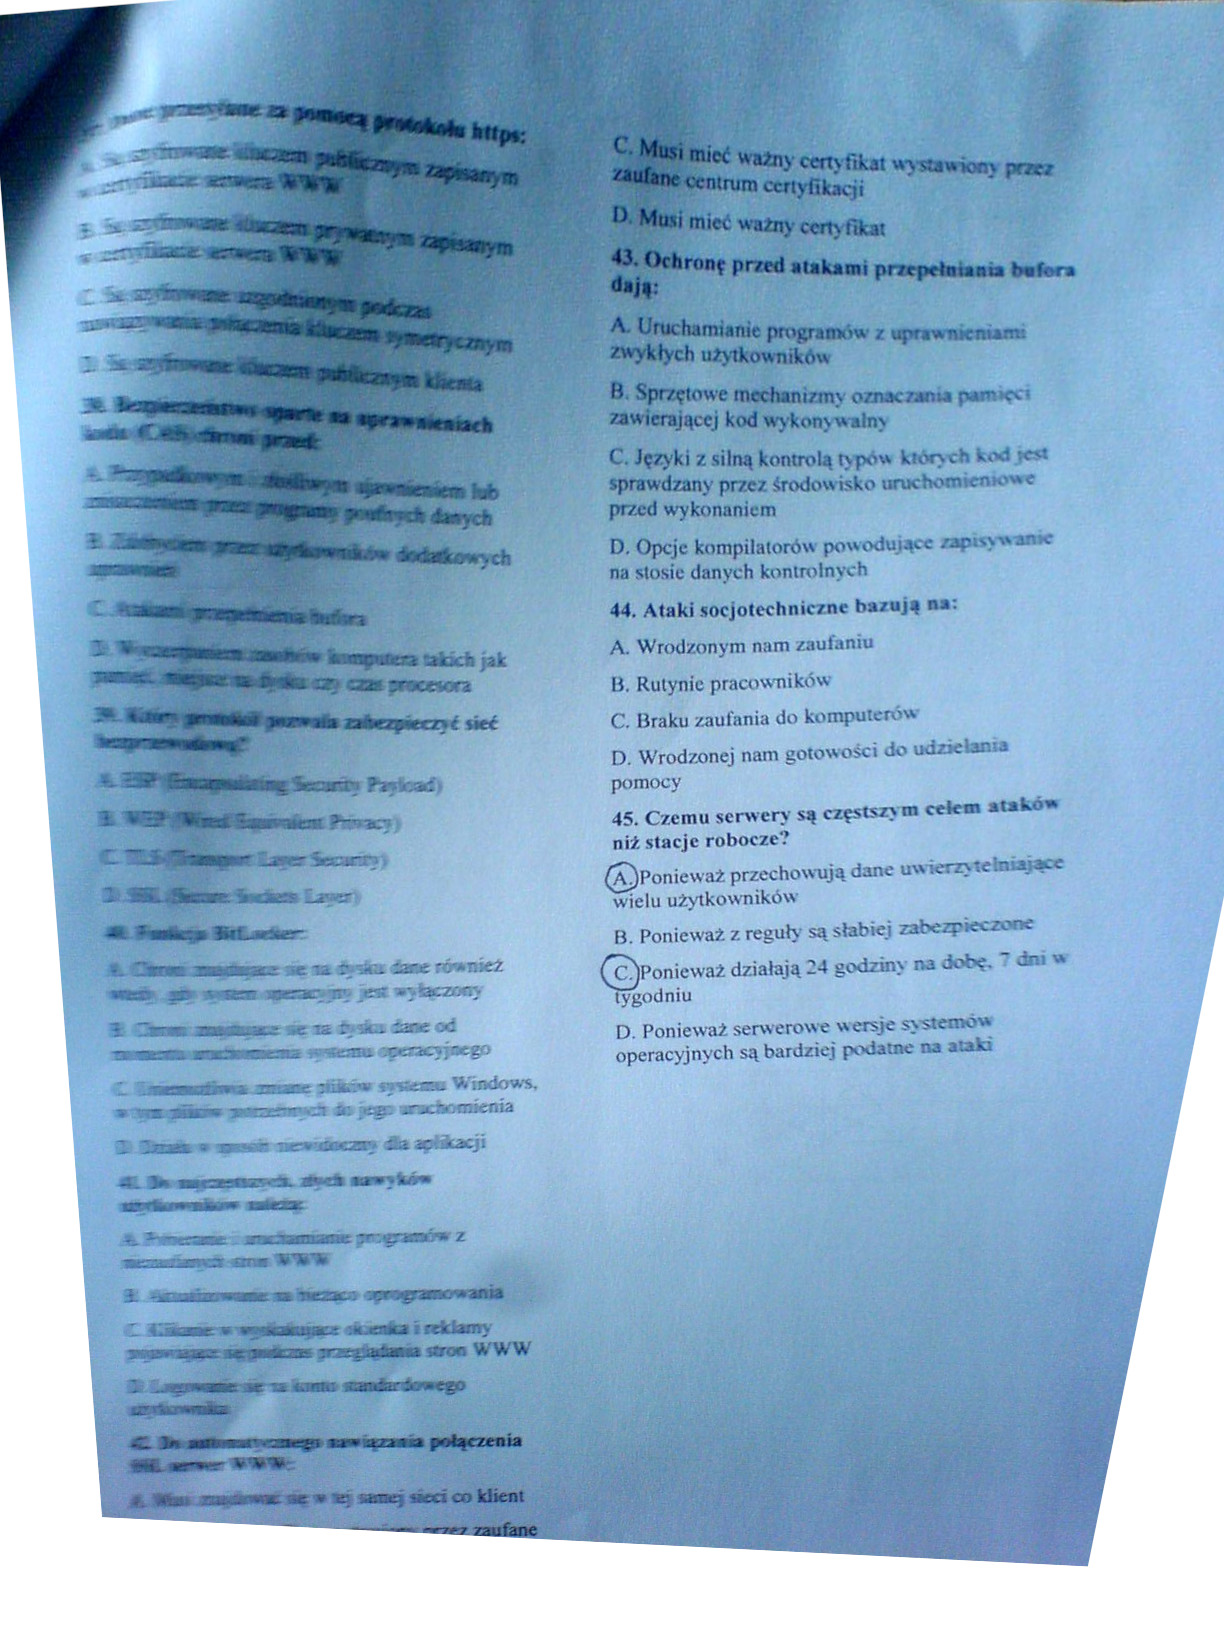 przesyłane za pomocą protokołu https:
kluczem publicznym zapisanym
w certyfikacie serwera WWW
B. Są szyfrowane kluczem prywatnym zapisanym
w certyfikacie serwera WWW
C. Są szyfrowane uzgodnionym podczas
nawiązywania połączenia kluczem symetrycznym
D. Są szyfrowane kluczem publicznym klienta
oparte na uprawnieniach
chroni przed:
A. Przypadkowym i złośliwym ujawnieniem lub
zniszczeniem przez programy poufnych danych
przez użytkowników dodatkowych
uprawnień
C. Atakami przepełnienia bufora
D. Wyczerpaniem zasobów komputera takich jak
pamięć, miejsce na dysku czy czas procesora
39. Który protokół pozwala zabezpieczyć sieć
bezprzewodową?
A. ESP (Encapsulating Security Payload)
B. WEP (Wired Equivalent Privacy)
C. TLS (Transport Layer Security)
D. SSL (Secure Sockets Layer)
40. Funkcja BitLocker:
A. Chroni znajdujące się na dysku dane również
wtedy, gdy system operacyjny jest wyłączony
B. Chroni znajdujące się na dysku dane od
momentu uruchomienia systemu operacyjnego
C. Uniemożliwia zmianę plików systemu Windows,
w tym plików potrzebnych do jego uruchomienia
D. Działa w sposób niewidoczny dla aplikacji
41. Do najczęstszych, złych nawyków
użytkowników należą:
A. Pobieranie i uruchamianie programów z
niezaufanych stron WWW
B. Aktualizowanie na bieżąco oprogramowania
C. Klikanie w wyskakujące okienka i reklamy
pojawiające się podczas przeglądania stron WWW
D. Logowanie się na konto standardowego
użytkownika
42. Do automatycznego nawiązania połączenia
SSL serwer WWW:
A. Musi znajdować się w tej samej sieci co klient
przez zaufane
C. Musi mieć ważny certyfikat wystawiony przez
zaufane centrum certyfikacji
D. Musi mieć ważny certyfikat
43. Ochronę przed atakami przepełniania bufora
dają:
A. Uruchamianie programów z uprawnieniami
zwykłych użytkowników
B. Sprzętowe mechanizmy oznaczania pamięci
zawierającej kod wykonywalny
C. Języki z silną kontrolą typów których kod jest
sprawdzany przez środowisko uruchomieniowe
przed wykonaniem
D. Opcje kompilatorów powodujące zapisywanie
na stosie danych kontrolnych
44. Ataki socjotechniczne bazują na:
A. Wrodzonym nam zaufaniu
B. Rutynie pracowników
C. Braku zaufania do komputerów
D. Wrodzonej nam gotowości do udzielania
pomocy
45. Czemu serwery są częstszym celem ataków
niż stacje robocze?
A. Ponieważ przechowują dane uwierzytelniające
wielu użytkowników
B. Ponieważ z reguły są słabiej zabezpieczone
C. Ponieważ działają 24 godziny na dobę, 7 dni w
tygodniu
D. Ponieważ serwerowe wersje systemów
operacyjnych są bardziej podatne na ataki